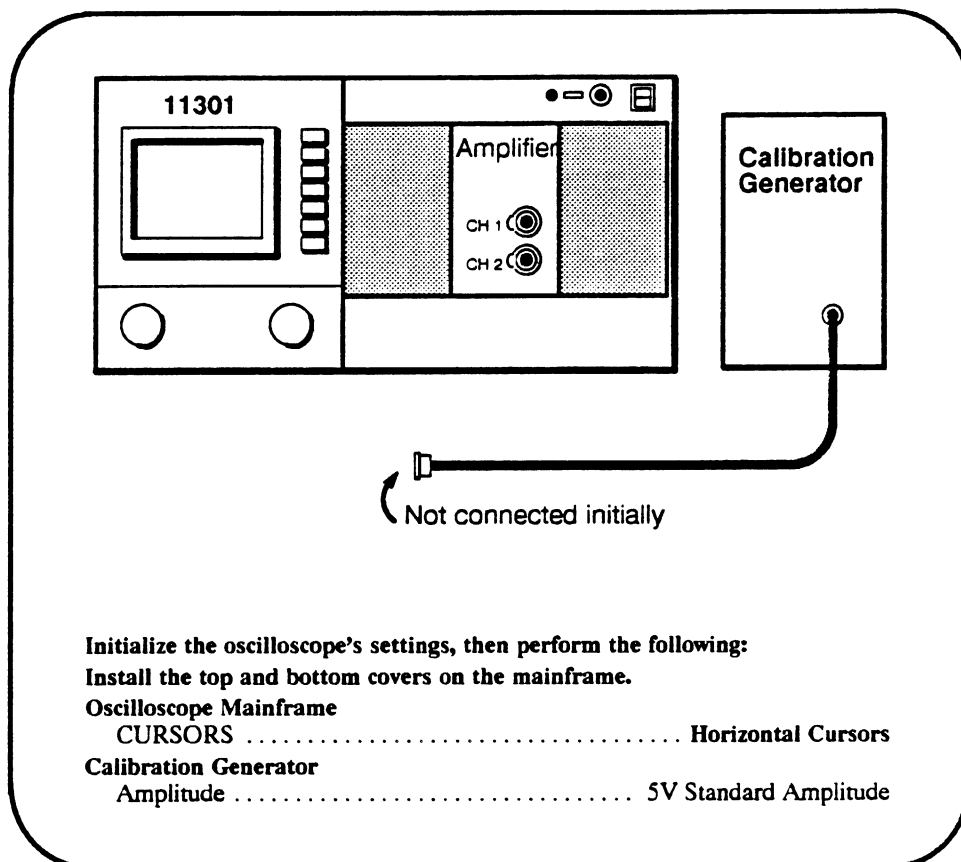 11301
Amplifier
CH 1
CH 2
Calibration
Generator
Not connected initially
Initialize the oscilloscope's settings, then perform the following:
Install the top and bottom covers on the mainframe.
Oscilloscope Mainframe
CURSORS ..................................... Horizontal Cursors
Calibration Generator
Amplitude .................................. 5V Standard Amplitude